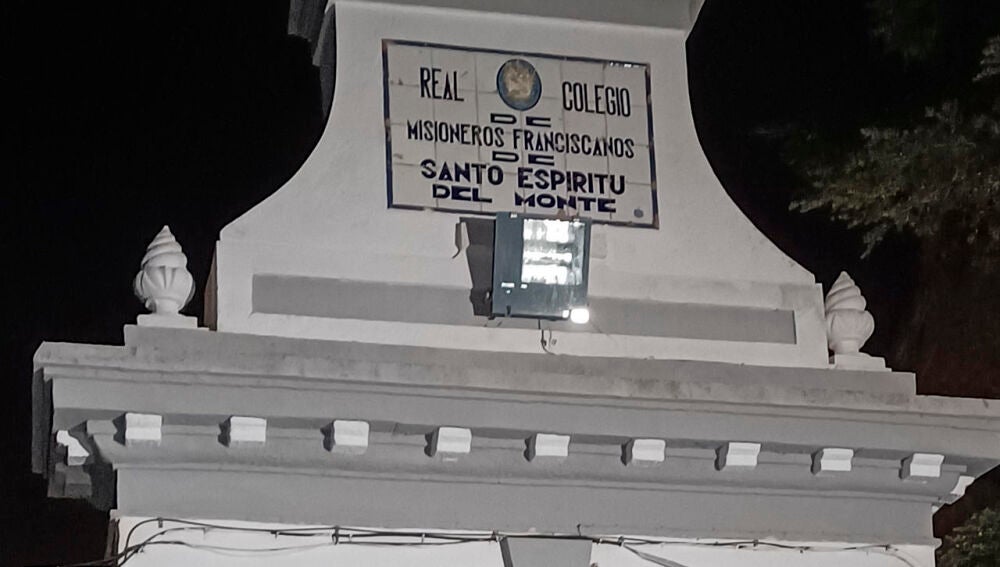 REAL COLEGIO
DE
MISIONEROS FRANCISCANOS
DE
SANTO ESPIRITU
DEL MONTE